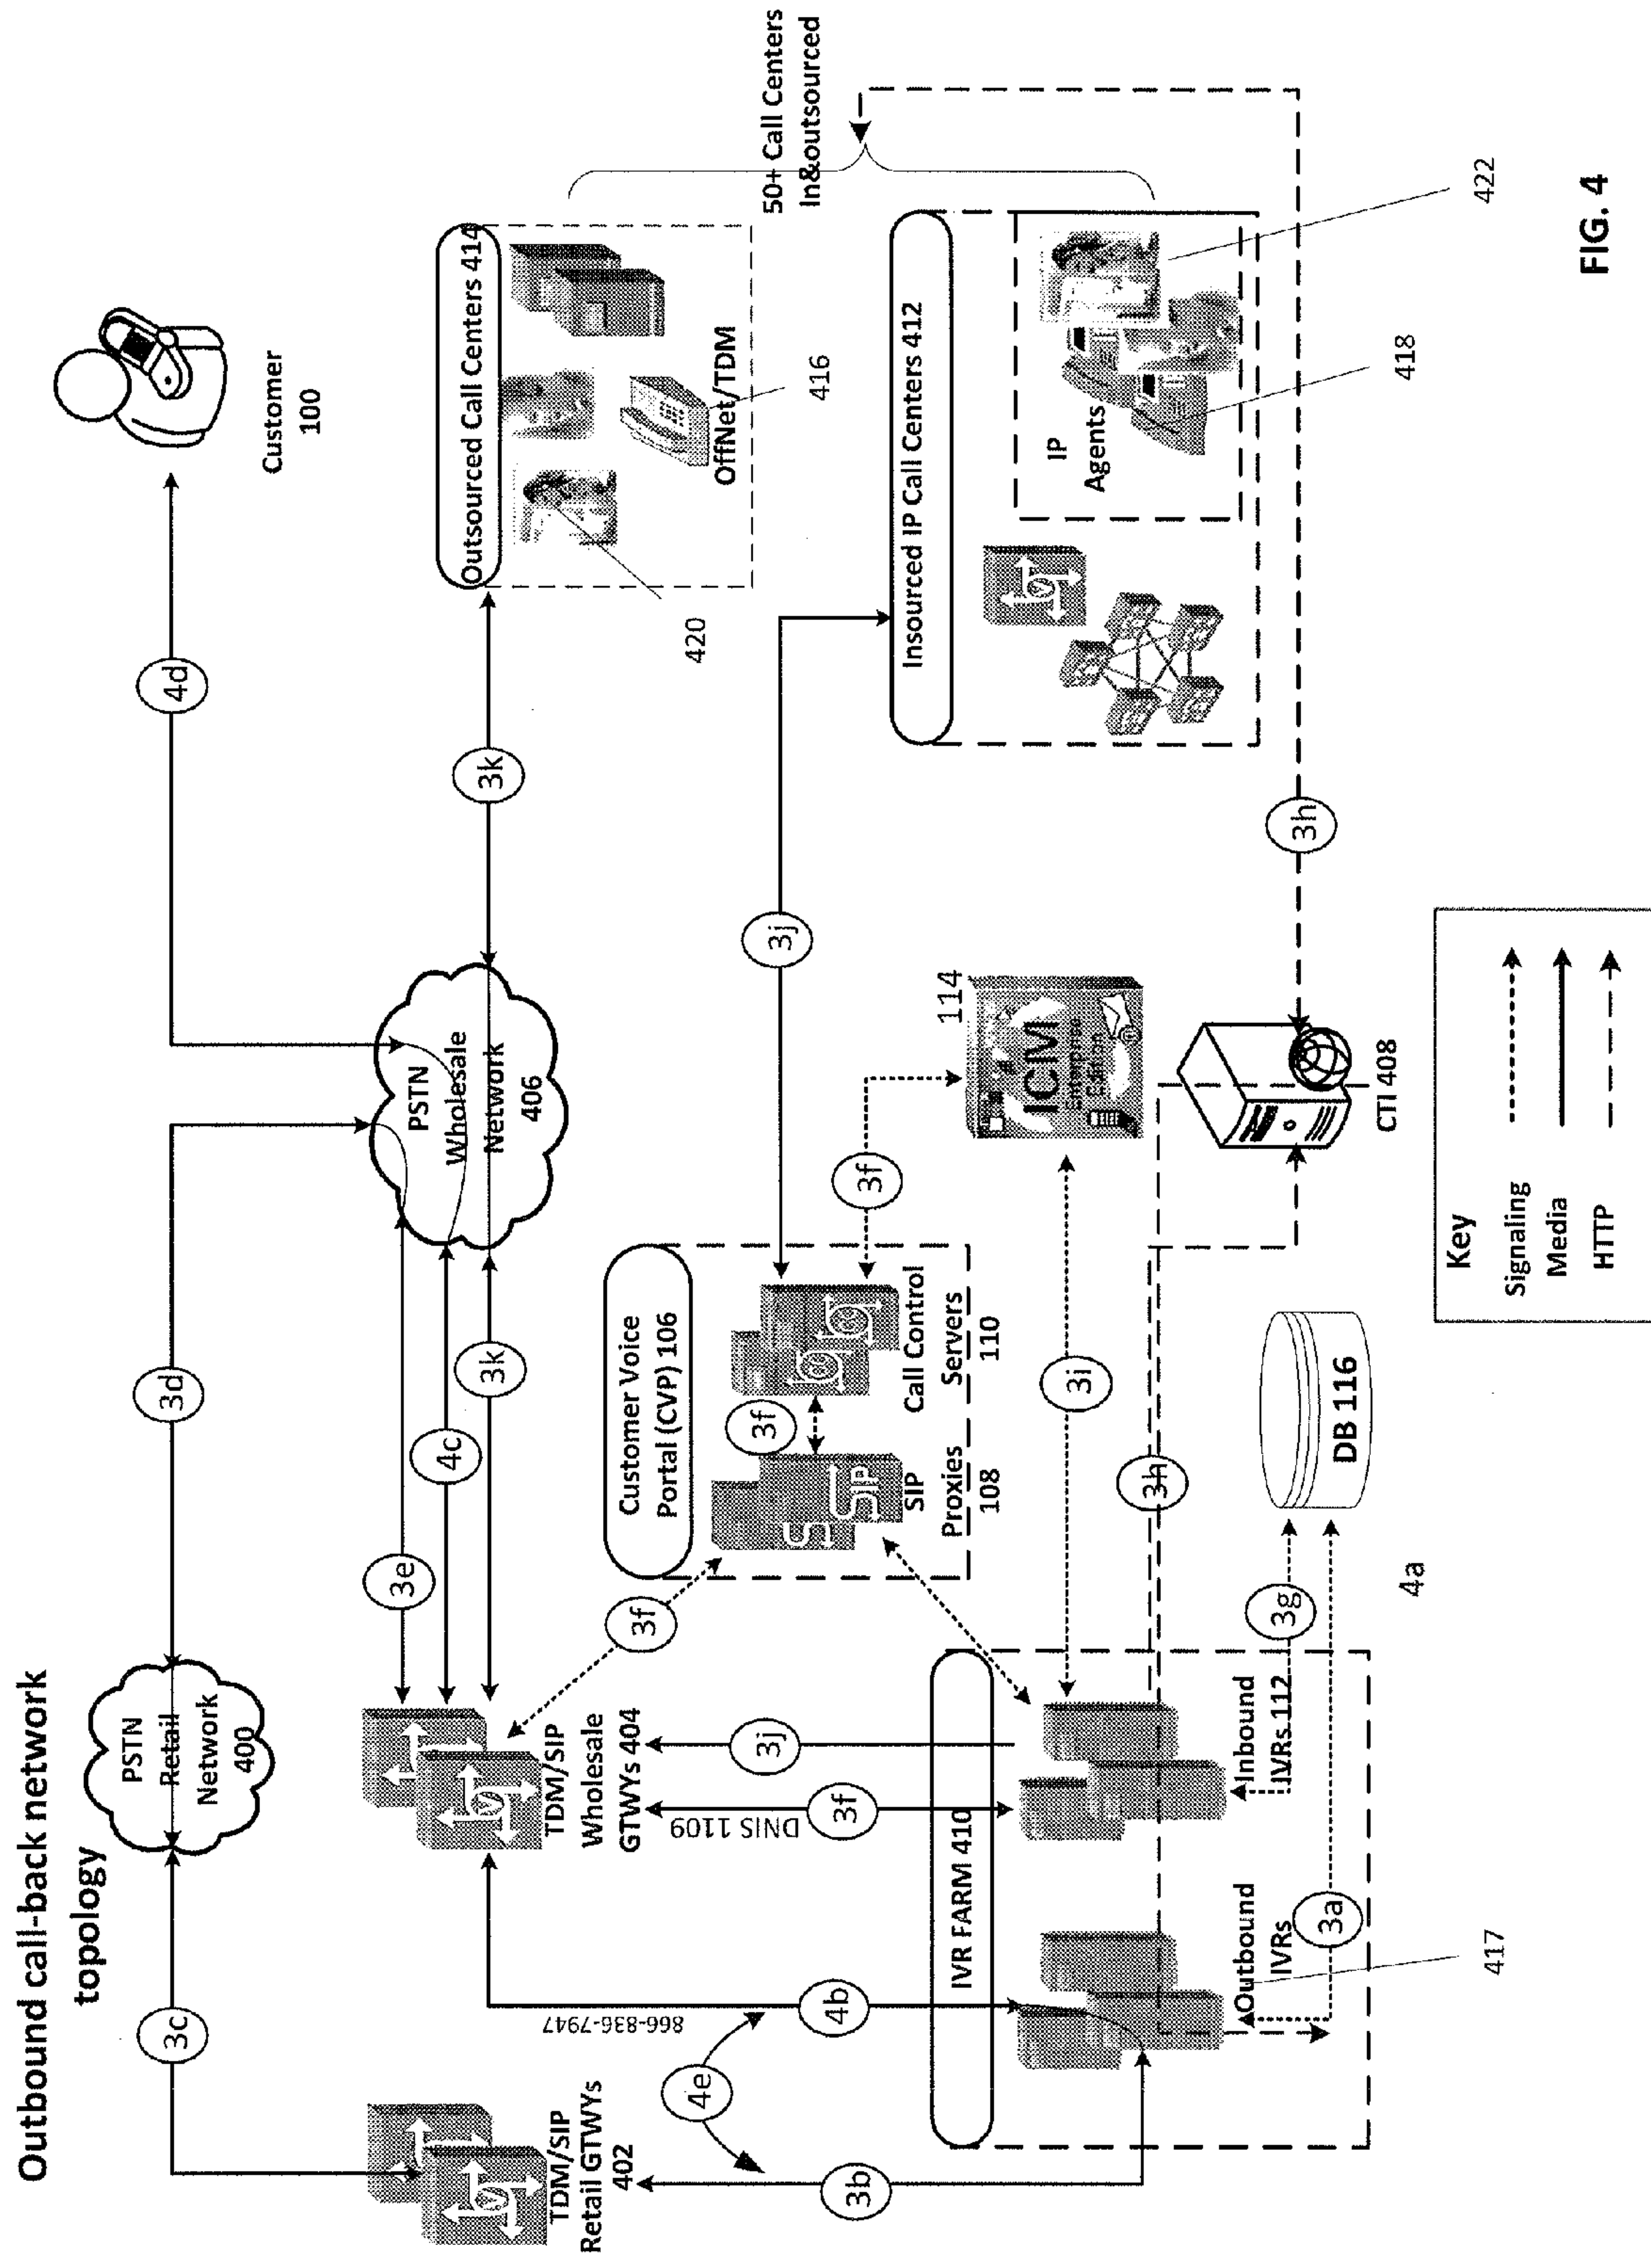 Outbound call-back network
topology
PSTN
Retail
Network
400
3c
3d
4d
Customer
100
TDM/SIP
Retail GTWYs
402
TDM/SIP
Wholesale
GTWYs 404
3e
4c
3k
PSTN
Wholesale
Network
406
3k
Outsourced Call Centers 414
OffNet/TDM
416
420
50+ Call Centers
In&outsourced
866-836-7947
4e
3b
4b
DNIS 1109
3f
3j
3f
Customer Voice
Portal (CVP) 106
3f
SIP
Proxies
108
Call Control
Servers
110
3f
3j
ICM
Enterprise
Edition
114
Insourced IP Call Centers 412
IP
Agents
418
422
IVR FARM 410
Outbound
IVRs
417
Inbound
IVRs 112
3i
3h
3h
3g
3a
4a
DB 116
CTI 408
Key
Signaling
Media
HTTP
FIG. 4